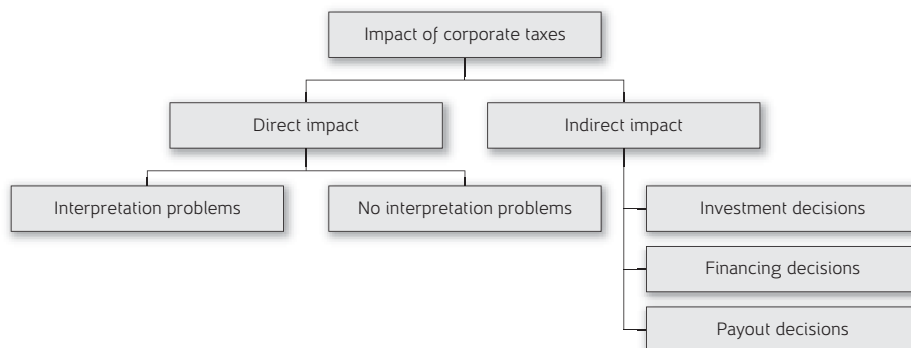 Impact of corporate taxes
Direct impact
Indirect impact
Interpretation problems
No interpretation problems
Investment decisions
Financing decisions
Payout decisions